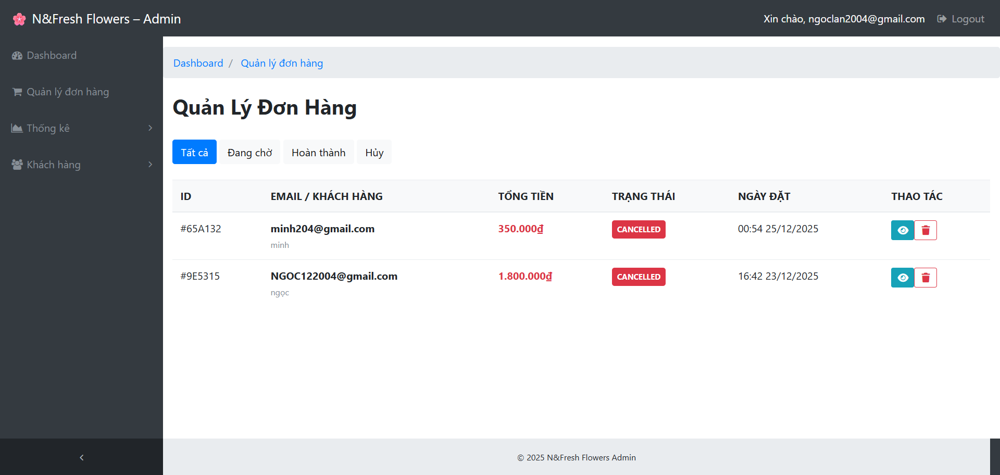 N&Fresh Flowers – Admin
Xin chào, ngoclan2004@gmail.com
Logout
Dashboard
Quản lý đơn hàng
Thống kê
Khách hàng
Dashboard / Quản lý đơn hàng
Quản Lý Đơn Hàng
Tất cả
Đang chờ
Hoàn thành
Hủy
ID EMAIL / KHÁCH HÀNG TỔNG TIỀN TRẠNG THÁI NGÀY ĐẶT THAO TÁC
#65A132 minh204@gmail.com 350.000₫ CANCELLED 00:54 25/12/2025
minh
#9E5315 NGOC122004@gmail.com 1.800.000₫ CANCELLED 16:42 23/12/2025
ngọc
© 2025 N&Fresh Flowers Admin